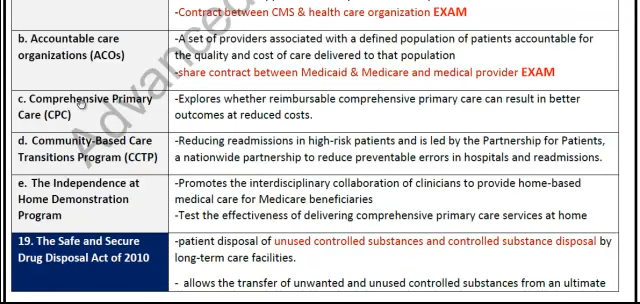 -Contract between CMS & health care organization EXAM
b. Accountable care
organizations (ACOs)
-A set of providers associated with a defined population of patients accountable for
the quality and cost of care delivered to that population
-share contract between Medicaid & Medicare and medical provider EXAM
c. Comprehensive Primary
Care (CPC)
-Explores whether reimbursable comprehensive primary care can result in better
outcomes at reduced costs.
d. Community-Based Care
Transitions Program (CCTP)
-Reducing readmissions in high-risk patients and is led by the Partnership for Patients,
a nationwide partnership to reduce preventable errors in hospitals and readmissions.
e. The Independence at
Home Demonstration
Program
-Promotes the interdisciplinary collaboration of clinicians to provide home-based
medical care for Medicare beneficiaries
-Test the effectiveness of delivering comprehensive primary care services at home
19. The Safe and Secure
Drug Disposal Act of 2010
-patient disposal of unused controlled substances and controlled substance disposal by
long-term care facilities.
- allows the transfer of unwanted and unused controlled substances from an ultimate
Advanced